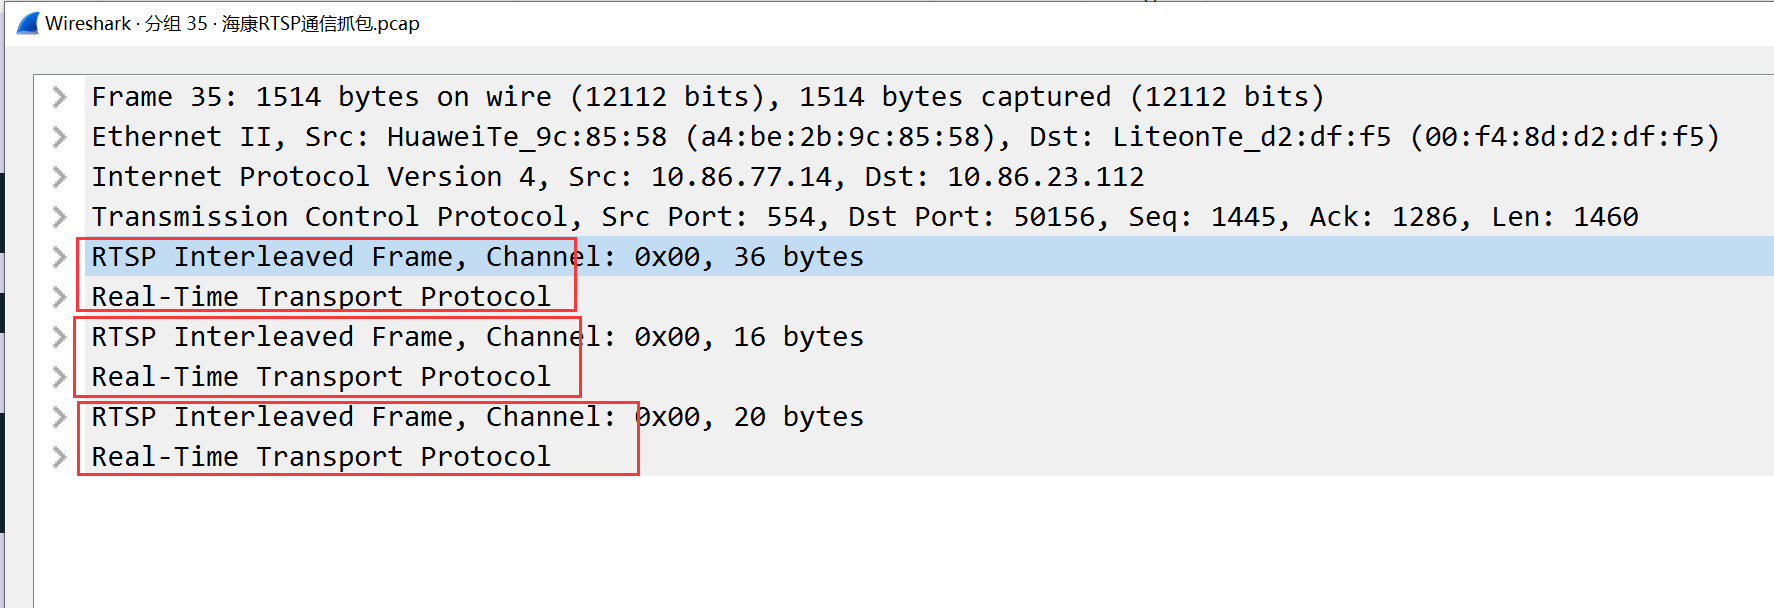 Wireshark · 分组 35 · 海康RTSP通信抓包.pcap
Frame 35: 1514 bytes on wire (12112 bits), 1514 bytes captured (12112 bits)
Ethernet II, Src: HuaweiTe_9c:85:58 (a4:be:2b:9c:85:58), Dst: LiteonTe_d2:df:f5 (00:f4:8d:d2:df:f5)
Internet Protocol Version 4, Src: 10.86.77.14, Dst: 10.86.23.112
Transmission Control Protocol, Src Port: 554, Dst Port: 50156, Seq: 1445, Ack: 1286, Len: 1460
RTSP Interleaved Frame, Channel: 0x00, 36 bytes
Real-Time Transport Protocol
RTSP Interleaved Frame, Channel: 0x00, 16 bytes
Real-Time Transport Protocol
RTSP Interleaved Frame, Channel: 0x00, 20 bytes
Real-Time Transport Protocol